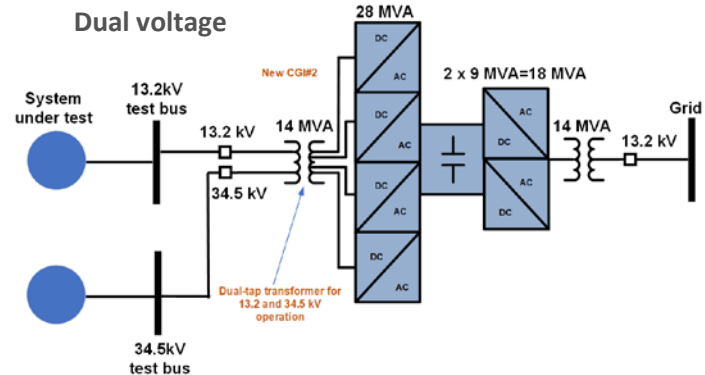 Dual voltage
28 MVA
DC
AC
New CGI#2
2 x 9 MVA=18 MVA
13.2kV
test bus
System
under test
13.2 kV
14 MVA
DC
AC
AC
DC
14 MVA
13.2 kV
Grid
34.5 kV
DC
AC
AC
DC
Dual-tap transformer for
13.2 and 34.5 kV
operation
DC
AC
34.5kV
test bus